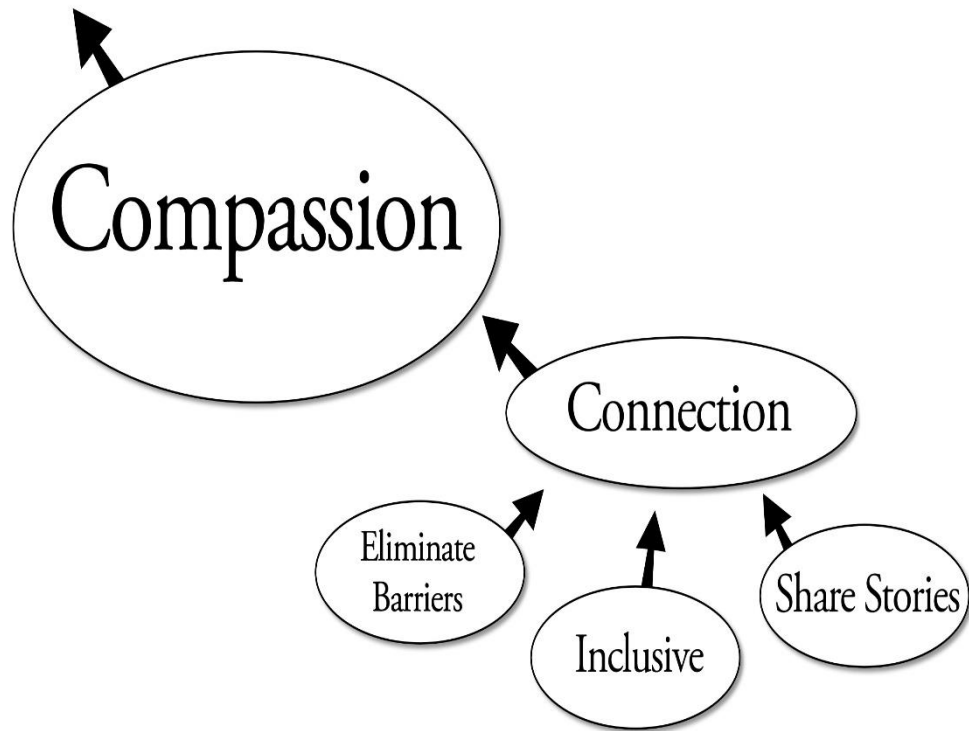 Compassion
Connection
Eliminate
Barriers
Inclusive
Share Stories